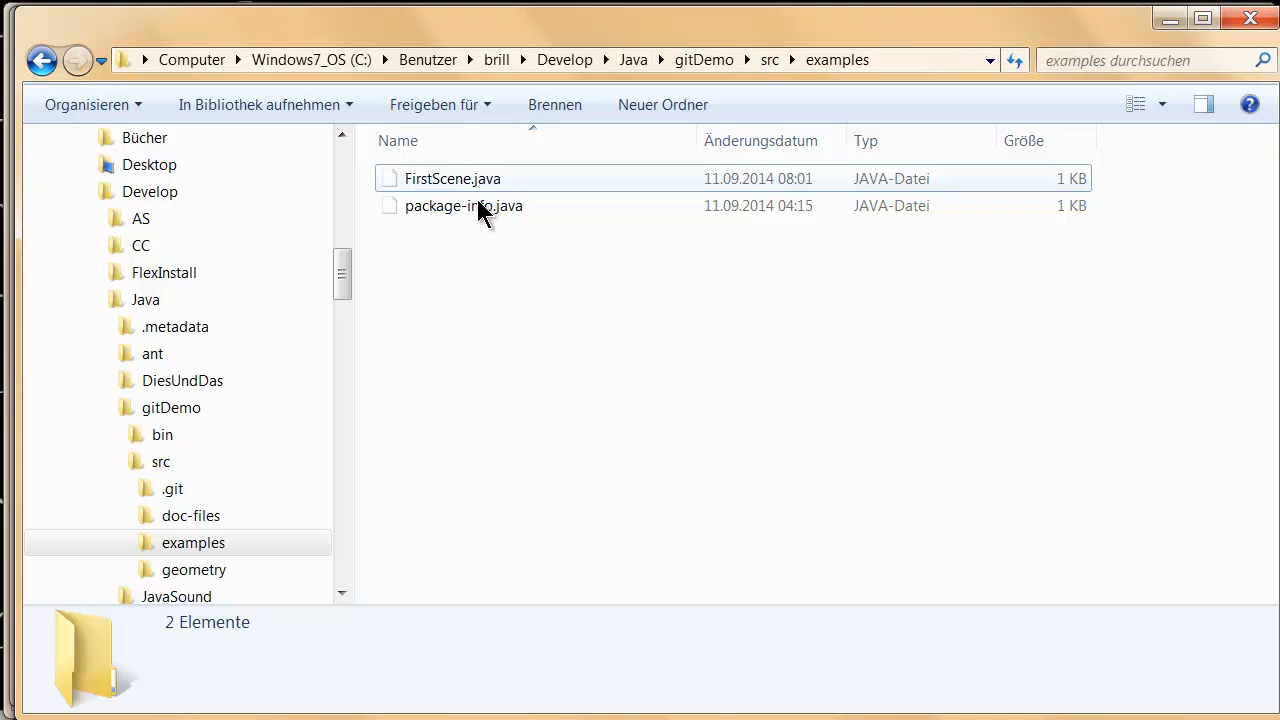 Computer Windows7_OS (C:) Benutzer brill Develop Java gitDemo src examples
examples durchsuchen
Organisieren In Bibliothek aufnehmen Freigeben für Brennen Neuer Ordner
Name Änderungsdatum Typ Größe
FirstScene.java 11.09.2014 08:01 JAVA-Datei 1 KB
package-info.java 11.09.2014 04:15 JAVA-Datei 1 KB
Bücher
Desktop
Develop
AS
CC
FlexInstall
Java
.metadata
ant
DiesUndDas
gitDemo
bin
src
.git
doc-files
examples
geometry
JavaSound
2 Elemente